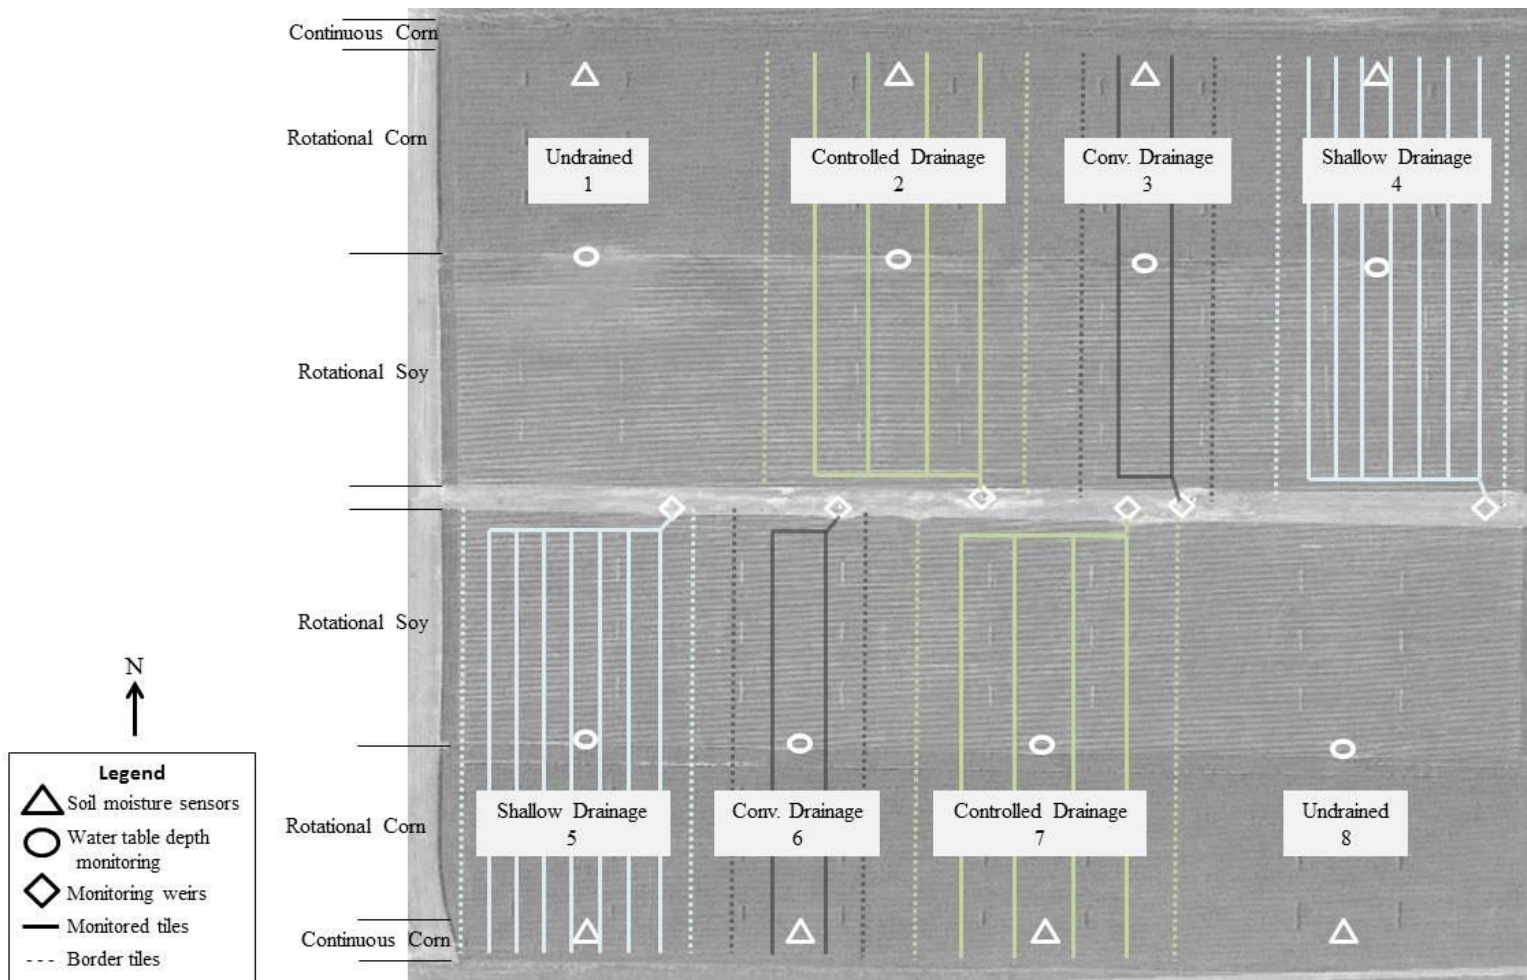 Continuous Corn
Rotational Corn
Undrained
1
Controlled Drainage
2
Conv. Drainage
3
Shallow Drainage
4
Rotational Soy
Rotational Soy
N
Shallow Drainage
5
Conv. Drainage
6
Controlled Drainage
7
Undrained
8
Rotational Corn
Continuous Corn
Legend
Soil moisture sensors
Water table depth
monitoring
Monitoring weirs
Monitored tiles
Border tiles